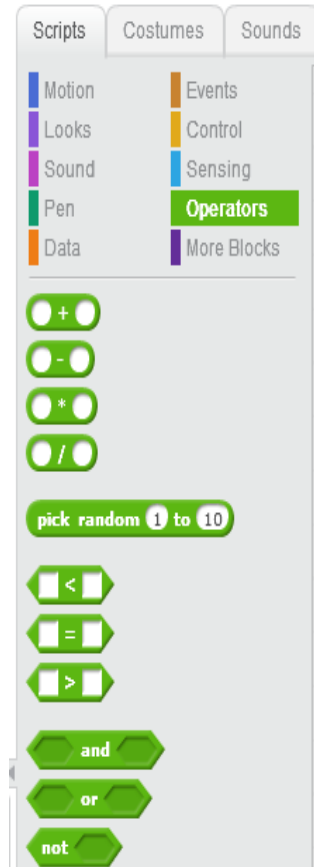 Scripts Costumes Sounds
Motion Events
Looks Control
Sound Sensing
Pen Operators
Data More Blocks
+
-
*
/
pick random 1 to 10
<
=
>
and
or
not